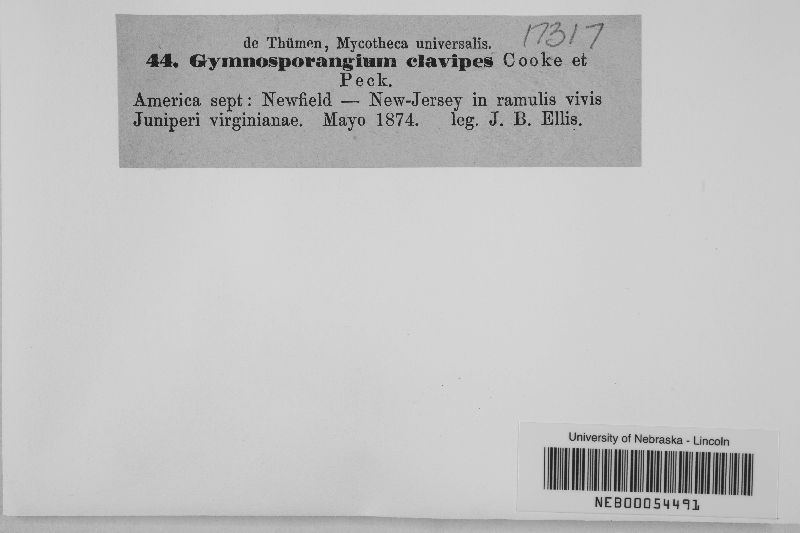 17317
de Thümen, Mycotheca universalis.
44. Gymnosporangium clavipes Cooke et
Peck.
America sept: Newfield — New-Jersey in ramulis vivis
Juniperi virginianae. Mayo 1874. leg. J. B. Ellis.
University of Nebraska - Lincoln
NEB00054491